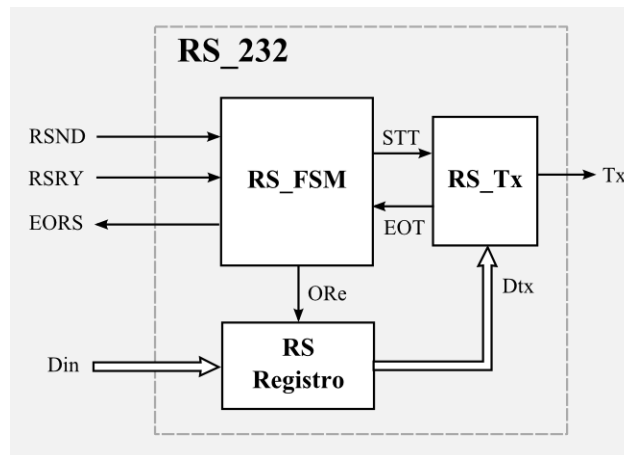 RS_232
RSND
RSRY
EORS
RS_FSM
STT
EOT
RS_Tx
Tx
ORe
Dtx
Din
RS
Registro